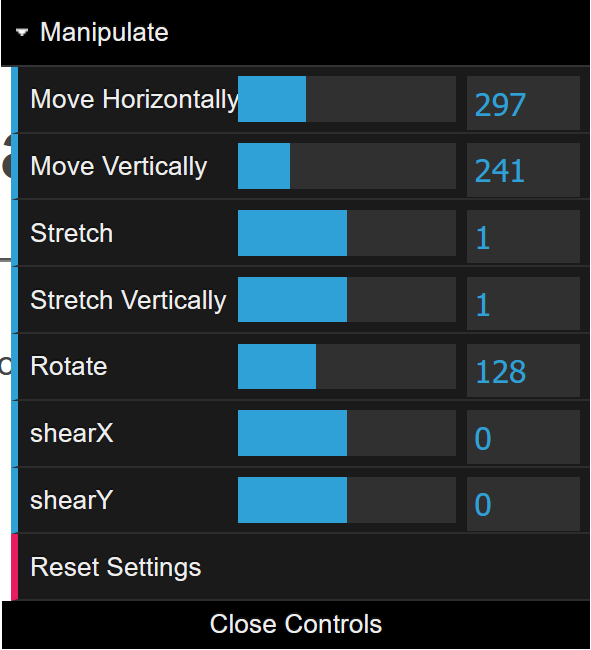 Manipulate
Move Horizontally 297
Move Vertically 241
Stretch 1
Stretch Vertically 1
Rotate 128
shearX 0
shearY 0
Reset Settings
Close Controls